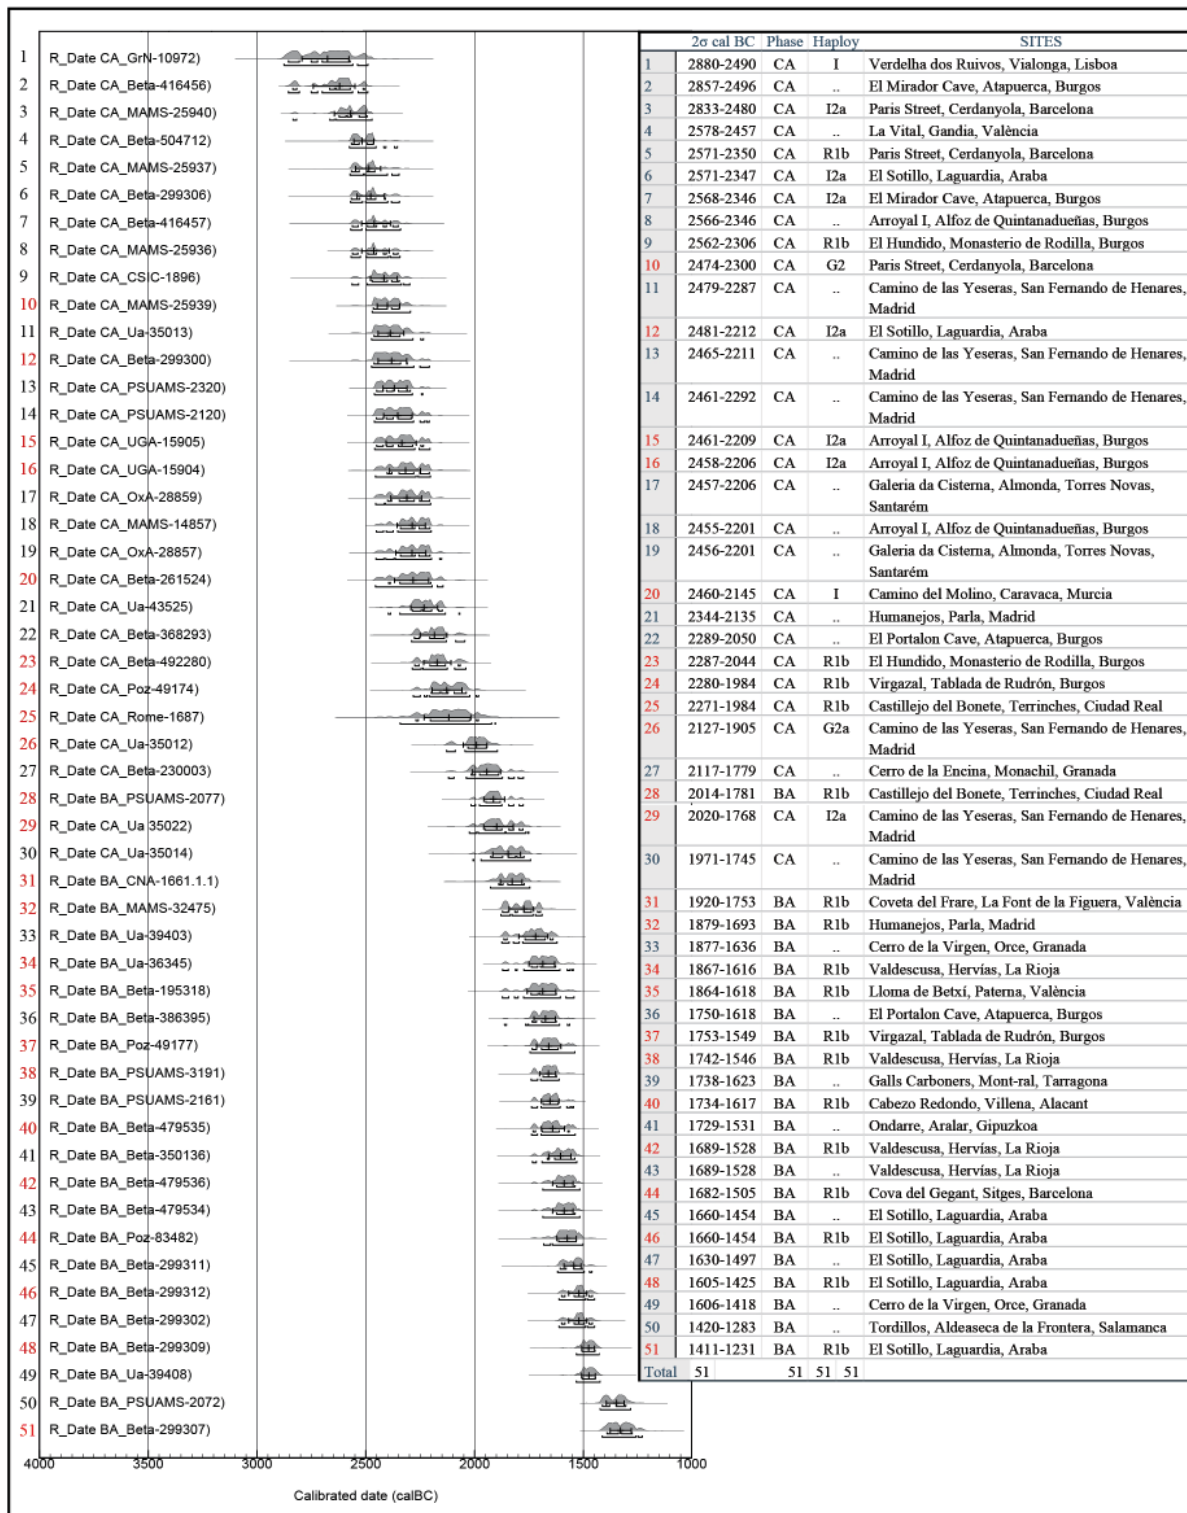 1 R_Date CA_GrN-10972)
2 R_Date CA_Beta-416456)
3 R_Date CA_MAMS-25940)
4 R_Date CA_Beta-504712)
5 R_Date CA_MAMS-25937)
6 R_Date CA_Beta-299306)
7 R_Date CA_Beta-416457)
8 R_Date CA_MAMS-25936)
9 R_Date CA_CSIC-1896)
10 R_Date CA_MAMS-25939)
11 R_Date CA_Ua-35013)
12 R_Date CA_Beta-299300)
13 R_Date CA_PSUAMS-2320)
14 R_Date CA_PSUAMS-2120)
15 R_Date CA_UGA-15905)
16 R_Date CA_UGA-15904)
17 R_Date CA_OxA-28859)
18 R_Date CA_MAMS-14857)
19 R_Date CA_OxA-28857)
20 R_Date CA_Beta-261524)
21 R_Date CA_Ua-43525)
22 R_Date CA_Beta-368293)
23 R_Date CA_Beta-492280)
24 R_Date CA_Poz-49174)
25 R_Date CA_Rome-1687)
26 R_Date CA_Ua-35012)
27 R_Date CA_Beta-230003)
28 R_Date BA_PSUAMS-2077)
29 R_Date CA_Ua 35022)
30 R_Date CA_Ua-35014)
31 R_Date BA_CNA-1661.1.1)
32 R_Date BA_MAMS-32475)
33 R_Date BA_Ua-39403)
34 R_Date BA_Ua-36345)
35 R_Date BA_Beta-195318)
36 R_Date BA_Beta-386395)
37 R_Date BA_Poz-49177)
38 R_Date BA_PSUAMS-3191)
39 R_Date BA_PSUAMS-2161)
40 R_Date BA_Beta-479535)
41 R_Date BA_Beta-350136)
42 R_Date BA_Beta-479536)
43 R_Date BA_Beta-479534)
44 R_Date BA_Poz-83482)
45 R_Date BA_Beta-299311)
46 R_Date BA_Beta-299312)
47 R_Date BA_Beta-299302)
48 R_Date BA_Beta-299309)
49 R_Date BA_Ua-39408)
50 R_Date BA_PSUAMS-2072)
51 R_Date BA_Beta-299307)
4000 3500 3000 2500 2000 1500 1000
Calibrated date (calBC)
2σ cal BC Phase Haploy SITES
1 2880-2490 CA I Verdelha dos Ruivos, Vialonga, Lisboa
2 2857-2496 CA .. El Mirador Cave, Atapuerca, Burgos
3 2833-2480 CA I2a Paris Street, Cerdanyola, Barcelona
4 2578-2457 CA .. La Vital, Gandia, València
5 2571-2350 CA R1b Paris Street, Cerdanyola, Barcelona
6 2571-2347 CA I2a El Sotillo, Laguardia, Araba
7 2568-2346 CA I2a El Mirador Cave, Atapuerca, Burgos
8 2566-2346 CA .. Arroyal I, Alfoz de Quintanadueñas, Burgos
9 2562-2306 CA R1b El Hundido, Monasterio de Rodilla, Burgos
10 2474-2300 CA G2 Paris Street, Cerdanyola, Barcelona
11 2479-2287 CA .. Camino de las Yeseras, San Fernando de Henares,
Madrid
12 2481-2212 CA I2a El Sotillo, Laguardia, Araba
13 2465-2211 CA .. Camino de las Yeseras, San Fernando de Henares,
Madrid
14 2461-2292 CA .. Camino de las Yeseras, San Fernando de Henares,
Madrid
15 2461-2209 CA I2a Arroyal I, Alfoz de Quintanadueñas, Burgos
16 2458-2206 CA I2a Arroyal I, Alfoz de Quintanadueñas, Burgos
17 2457-2206 CA .. Galeria da Cisterna, Almonda, Torres Novas,
Santarém
18 2455-2201 CA .. Arroyal I, Alfoz de Quintanadueñas, Burgos
19 2456-2201 CA .. Galeria da Cisterna, Almonda, Torres Novas,
Santarém
20 2460-2145 CA I Camino del Molino, Caravaca, Murcia
21 2344-2135 CA .. Humanejos, Parla, Madrid
22 2289-2050 CA .. El Portalon Cave, Atapuerca, Burgos
23 2287-2044 CA R1b El Hundido, Monasterio de Rodilla, Burgos
24 2280-1984 CA R1b Virgazal, Tablada de Rudrón, Burgos
25 2271-1984 CA R1b Castillejo del Bonete, Terrinches, Ciudad Real
26 2127-1905 CA G2a Camino de las Yeseras, San Fernando de Henares,
Madrid
27 2117-1779 CA .. Cerro de la Encina, Monachil, Granada
28 2014-1781 BA R1b Castillejo del Bonete, Terrinches, Ciudad Real
29 2020-1768 CA I2a Camino de las Yeseras, San Fernando de Henares,
Madrid
30 1971-1745 CA .. Camino de las Yeseras, San Fernando de Henares,
Madrid
31 1920-1753 BA R1b Coveta del Frare, La Font de la Figuera, València
32 1879-1693 BA R1b Humanejos, Parla, Madrid
33 1877-1636 BA .. Cerro de la Virgen, Orce, Granada
34 1867-1616 BA R1b Valdescusa, Hervías, La Rioja
35 1864-1618 BA R1b Lloma de Betxí, Paterna, València
36 1750-1618 BA .. El Portalon Cave, Atapuerca, Burgos
37 1753-1549 BA R1b Virgazal, Tablada de Rudrón, Burgos
38 1742-1546 BA R1b Valdescusa, Hervías, La Rioja
39 1738-1623 BA .. Galls Carboners, Mont-ral, Tarragona
40 1734-1617 BA R1b Cabezo Redondo, Villena, Alacant
41 1729-1531 BA .. Ondarre, Aralar, Gipuzkoa
42 1689-1528 BA R1b Valdescusa, Hervías, La Rioja
43 1689-1528 BA .. Valdescusa, Hervías, La Rioja
44 1682-1505 BA R1b Cova del Gegant, Sitges, Barcelona
45 1660-1454 BA .. El Sotillo, Laguardia, Araba
46 1660-1454 BA R1b El Sotillo, Laguardia, Araba
47 1630-1497 BA .. El Sotillo, Laguardia, Araba
48 1605-1425 BA R1b El Sotillo, Laguardia, Araba
49 1606-1418 BA .. Cerro de la Virgen, Orce, Granada
50 1420-1283 BA .. Tordillos, Aldeaseca de la Frontera, Salamanca
51 1411-1231 BA R1b El Sotillo, Laguardia, Araba
Total 51 51 51 51